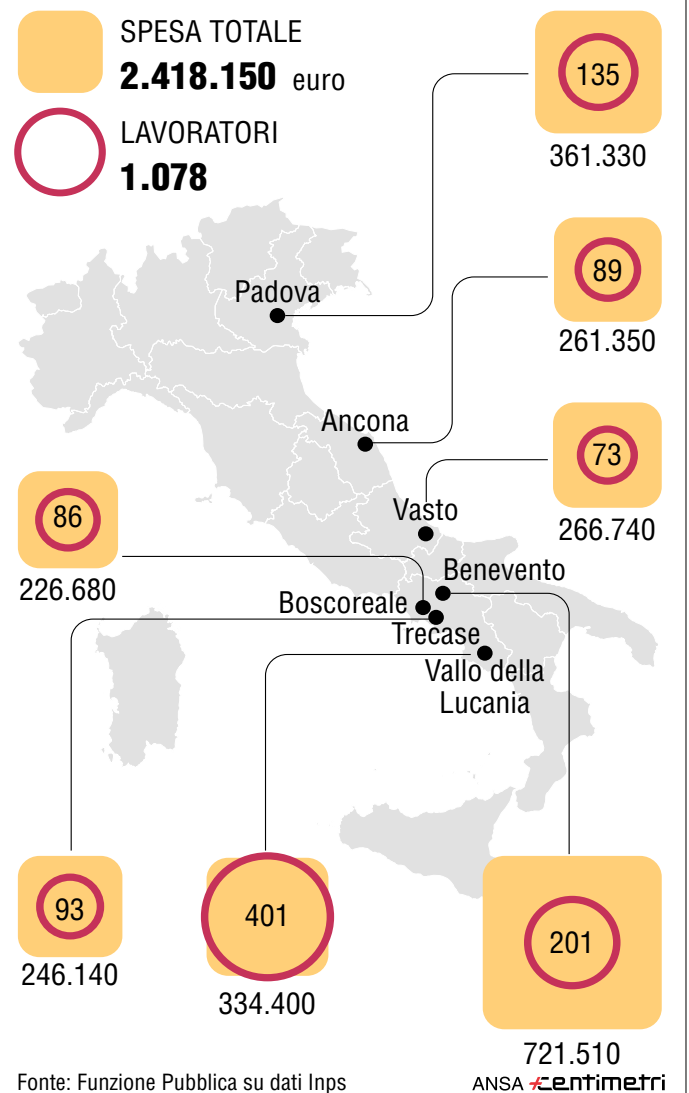 SPESA TOTALE
2.418.150 euro
LAVORATORI
1.078
135
361.330
Padova
89
261.350
Ancona
73
266.740
Vasto
86
226.680
Benevento
Boscoreale
Trecase
Vallo della
Lucania
93
246.140
401
334.400
201
721.510
Fonte: Funzione Pubblica su dati Inps
ANSA centimetri